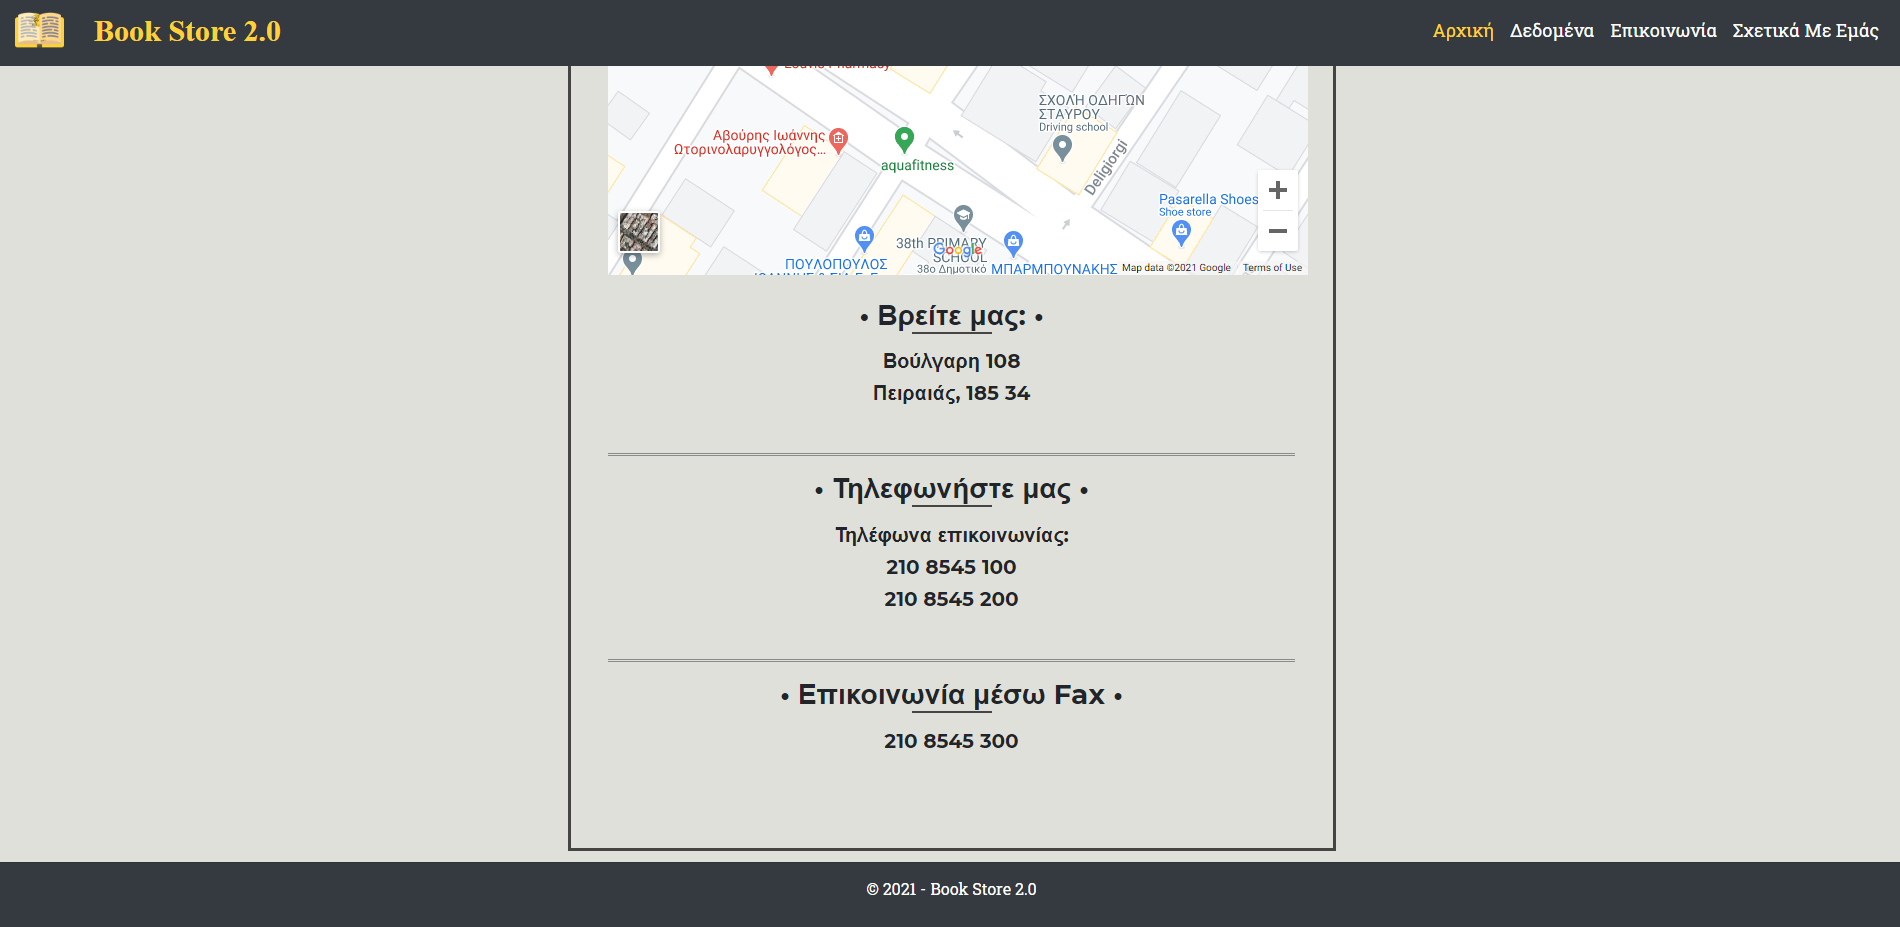 Book Store 2.0
Αρχική Δεδομένα Επικοινωνία Σχετικά Με Εμάς
Pharmacy
ΣΧΟΛΉ ΟΔΗΓΏΝ
ΣΤΑΥΡΟΥ
Driving school
Αβούρης Ιωάννης
Ωτορινολαρυγγολόγος...
aquafitness
Deligiorgi
Pasarella Shoes
Shoe store
38th PRIMARY
SCHOOL
38ο Δημοτικό
Google
ΠΟΥΛΟΠΟΥΛΟΣ
ΜΠΑΡΜΠΟΥΝΑΚΗΣ
Map data ©2021 Google Terms of Use
• Βρείτε μας: •
Βούλγαρη 108
Πειραιάς, 185 34
• Τηλεφωνήστε μας •
Τηλέφωνα επικοινωνίας:
210 8545 100
210 8545 200
• Επικοινωνία μέσω Fax •
210 8545 300
© 2021 - Book Store 2.0